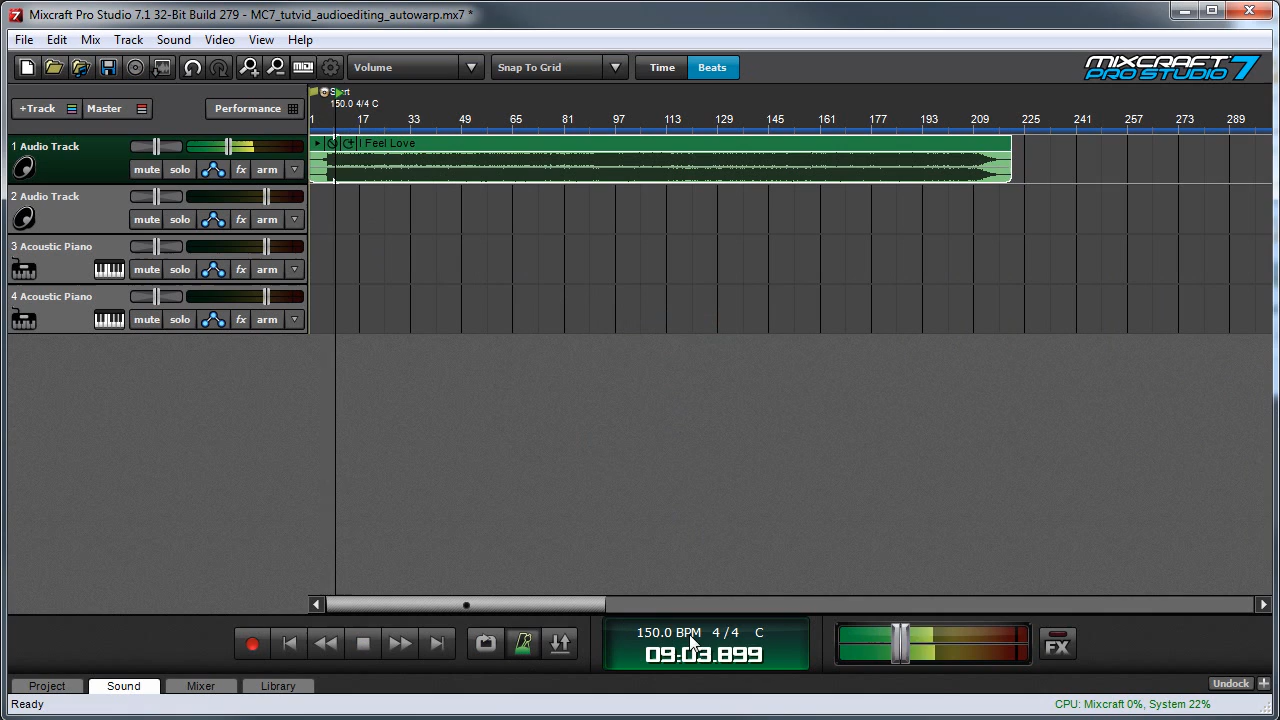 Mixcraft Pro Studio 7.1 32-Bit Build 279 - MC7_tutvid_audioediting_autowarp.mx7 *
File Edit Mix Track Sound Video View Help
Volume Snap To Grid Time Beats MIXCRAFT PRO STUDIO 7
+Track Master Performance
150.0 4/4 C
1 17 33 49 65 81 97 113 129 145 161 177 193 209 225 241 257 273 289
1 Audio Track
I Feel Love
mute solo fx arm
2 Audio Track
mute solo fx arm
3 Acoustic Piano
mute solo fx arm
4 Acoustic Piano
mute solo fx arm
150.0 BPM 4 / 4 C
09:03.899
FX
Project Sound Mixer Library Undock
Ready CPU: Mixcraft 0%, System 22%